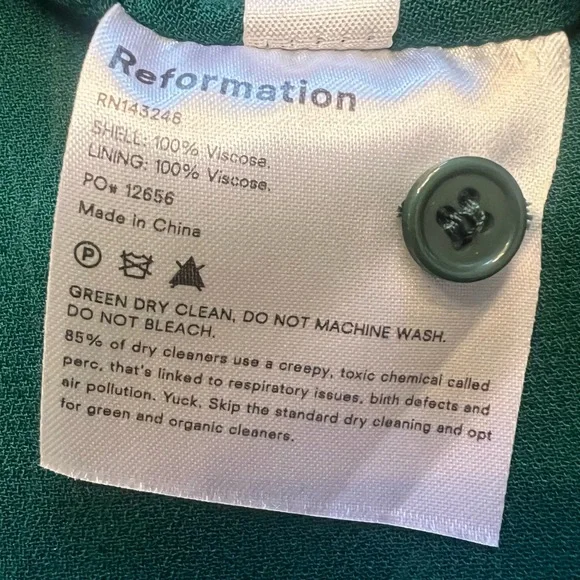 Reformation
RN143246
SHELL: 100% Viscose.
LINING: 100% Viscose.
PO# 12656
Made in China
P
GREEN DRY CLEAN, DO NOT MACHINE WASH.
DO NOT BLEACH.
85% of dry cleaners use a creepy, toxic chemical called
perc, that's linked to respiratory issues, birth defects and
air pollution. Yuck. Skip the standard dry cleaning and opt
for green and organic cleaners.